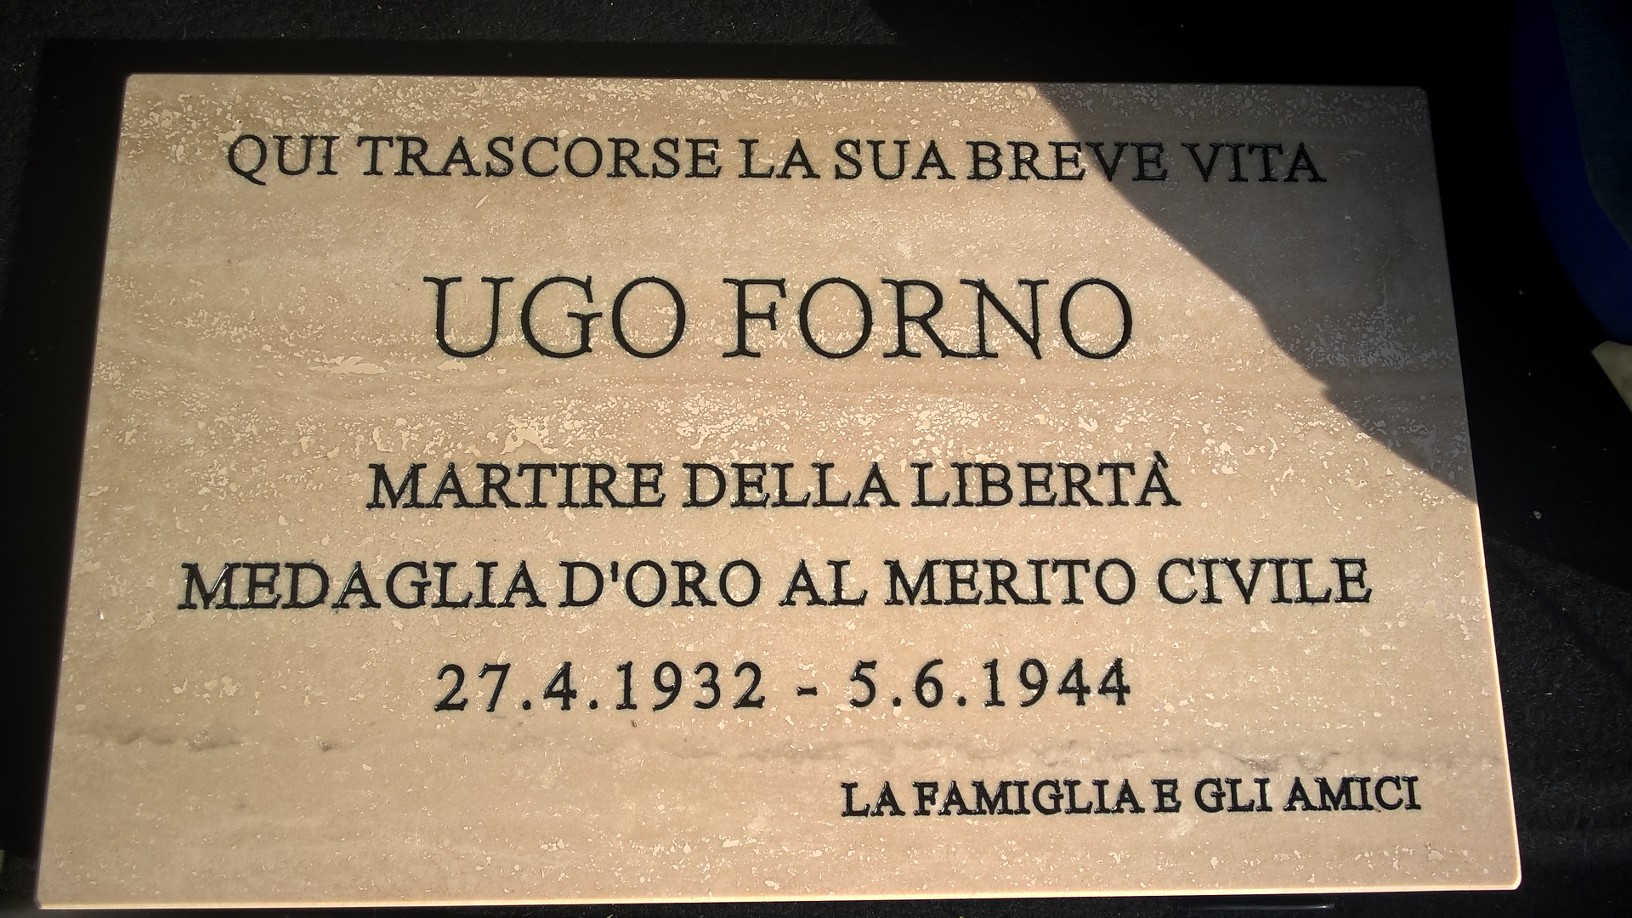 QUI TRASCORSE LA SUA BREVE VITA
UGO FORNO
MARTIRE DELLA LIBERTÀ
MEDAGLIA D'ORO AL MERITO CIVILE
27.4.1932 - 5.6.1944
LA FAMIGLIA E GLI AMICI